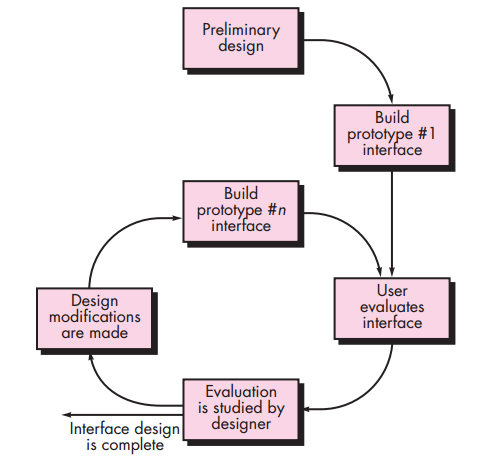 Preliminary
design
Build
prototype #1
interface
Build
prototype #n
interface
User
evaluates
interface
Design
modifications
are made
Evaluation
is studied by
designer
Interface design
is complete